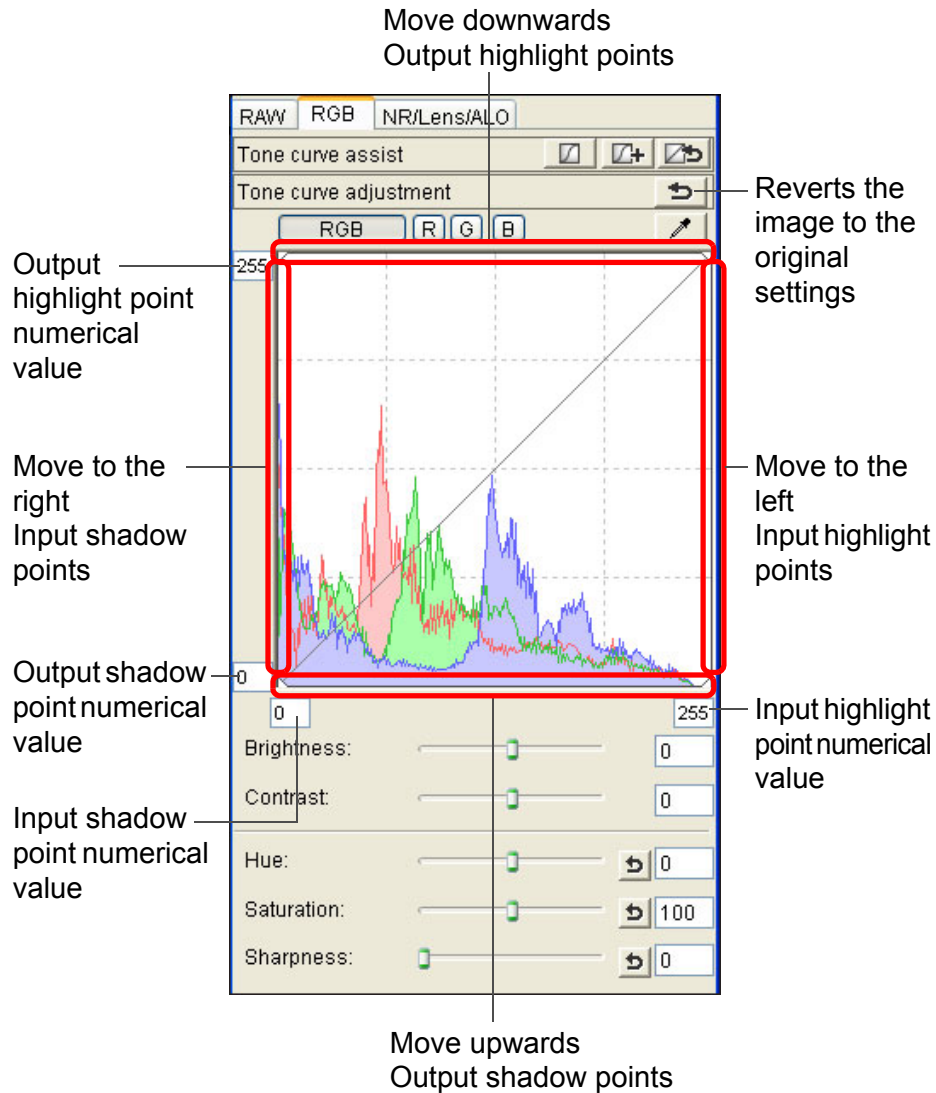 Move downwards
Output highlight points
RAW RGB NR/Lens/ALO
Tone curve assist
Tone curve adjustment
RGB R G B
Reverts the
image to the
original
settings
Output
highlight point
numerical
value
255
Move to the
right
Input shadow
points
Move to the
left
Input highlight
points
Output shadow
point numerical
value
0
0
255
Input highlight
point numerical
value
Input shadow
point numerical
value
Brightness: 0
Contrast: 0
Hue: 0
Saturation: 100
Sharpness: 0
Move upwards
Output shadow points